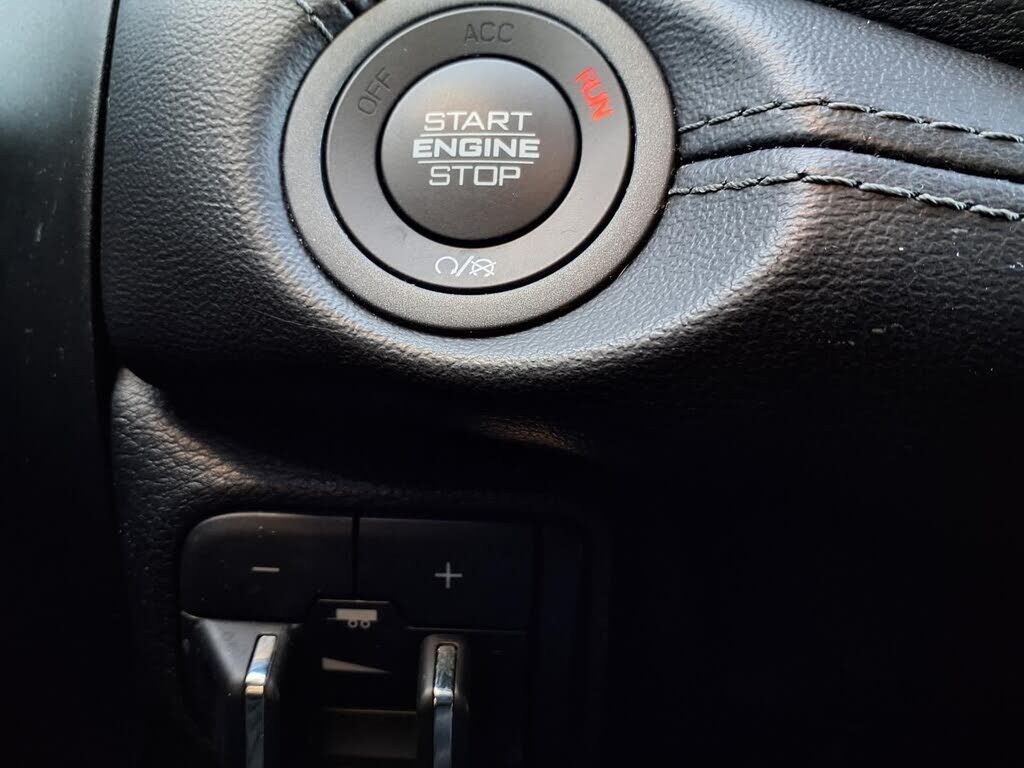 ACC
OFF
RUN
START
ENGINE
STOP
- +